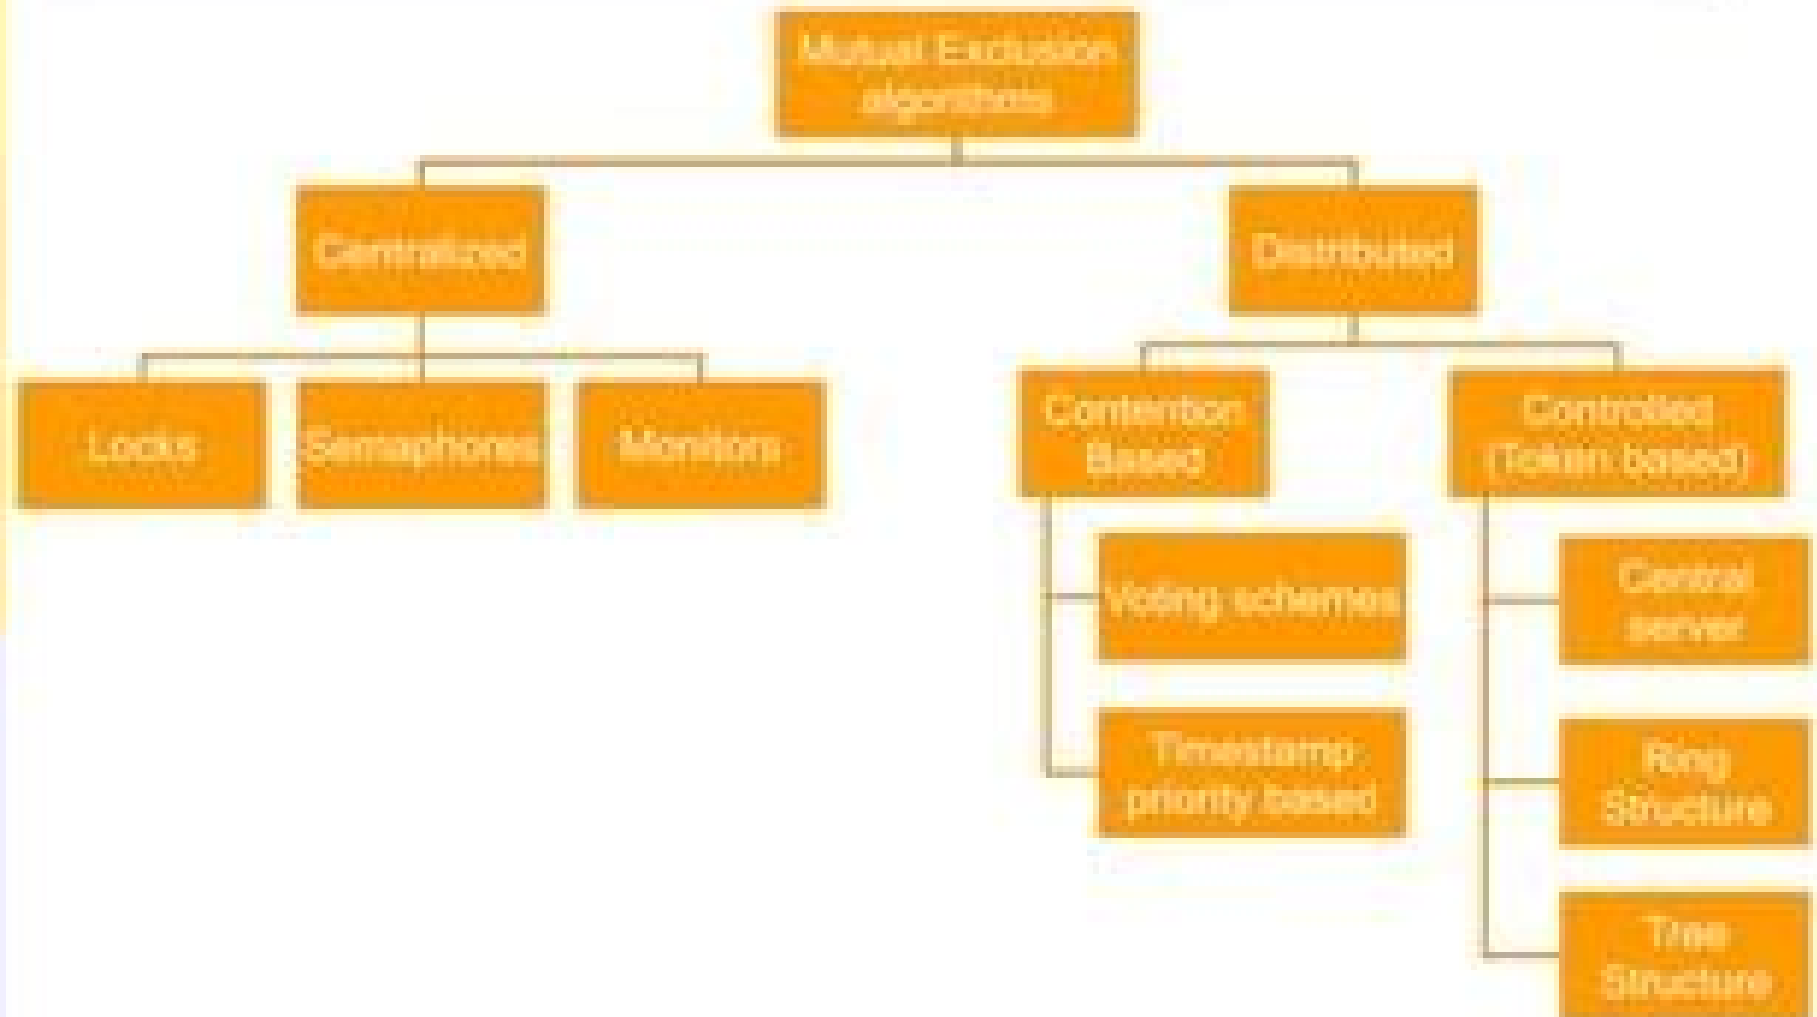 Mutual Exclusion
algorithms
Centralized
Distributed
Locks
Semaphores
Monitors
Contention
Based
Controlled
(Token based)
Voting schemes
Central
server
Timestamp
priority based
Ring
Structure
Tree
Structure